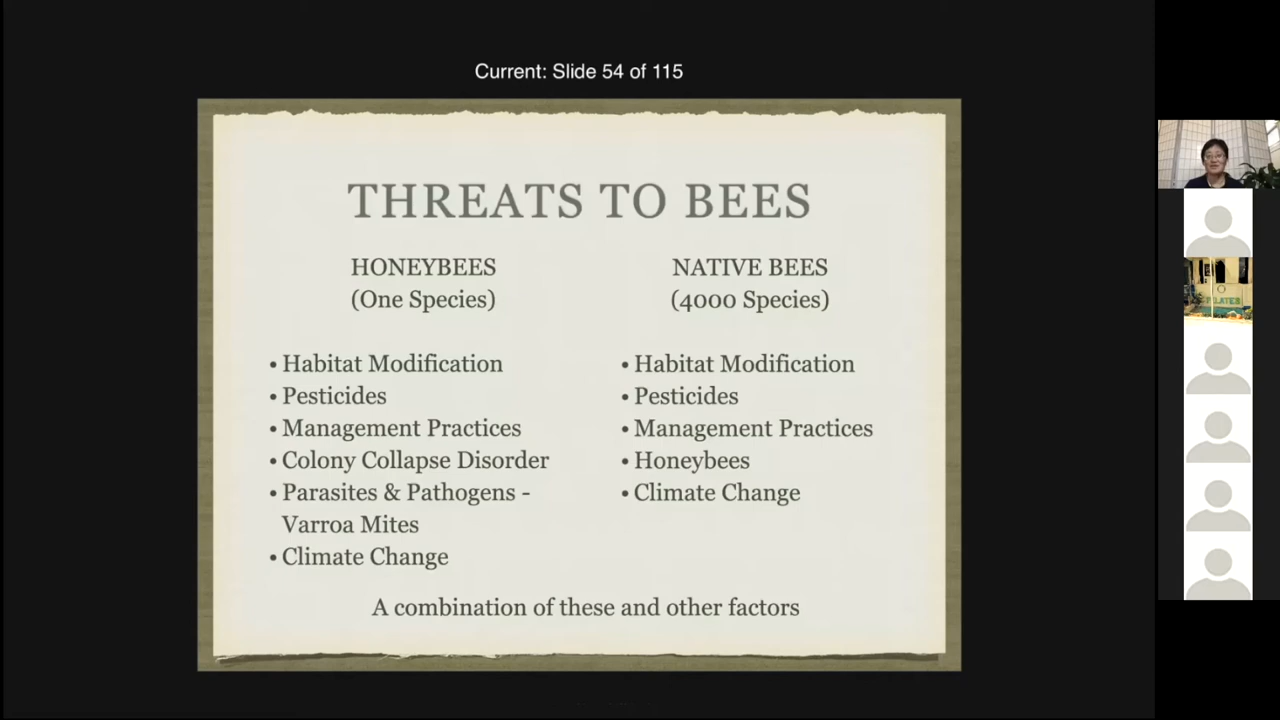 Current: Slide 54 of 115
THREATS TO BEES
HONEYBEES
(One Species)
• Habitat Modification
• Pesticides
• Management Practices
• Colony Collapse Disorder
• Parasites & Pathogens -
Varroa Mites
• Climate Change
NATIVE BEES
(4000 Species)
• Habitat Modification
• Pesticides
• Management Practices
• Honeybees
• Climate Change
A combination of these and other factors